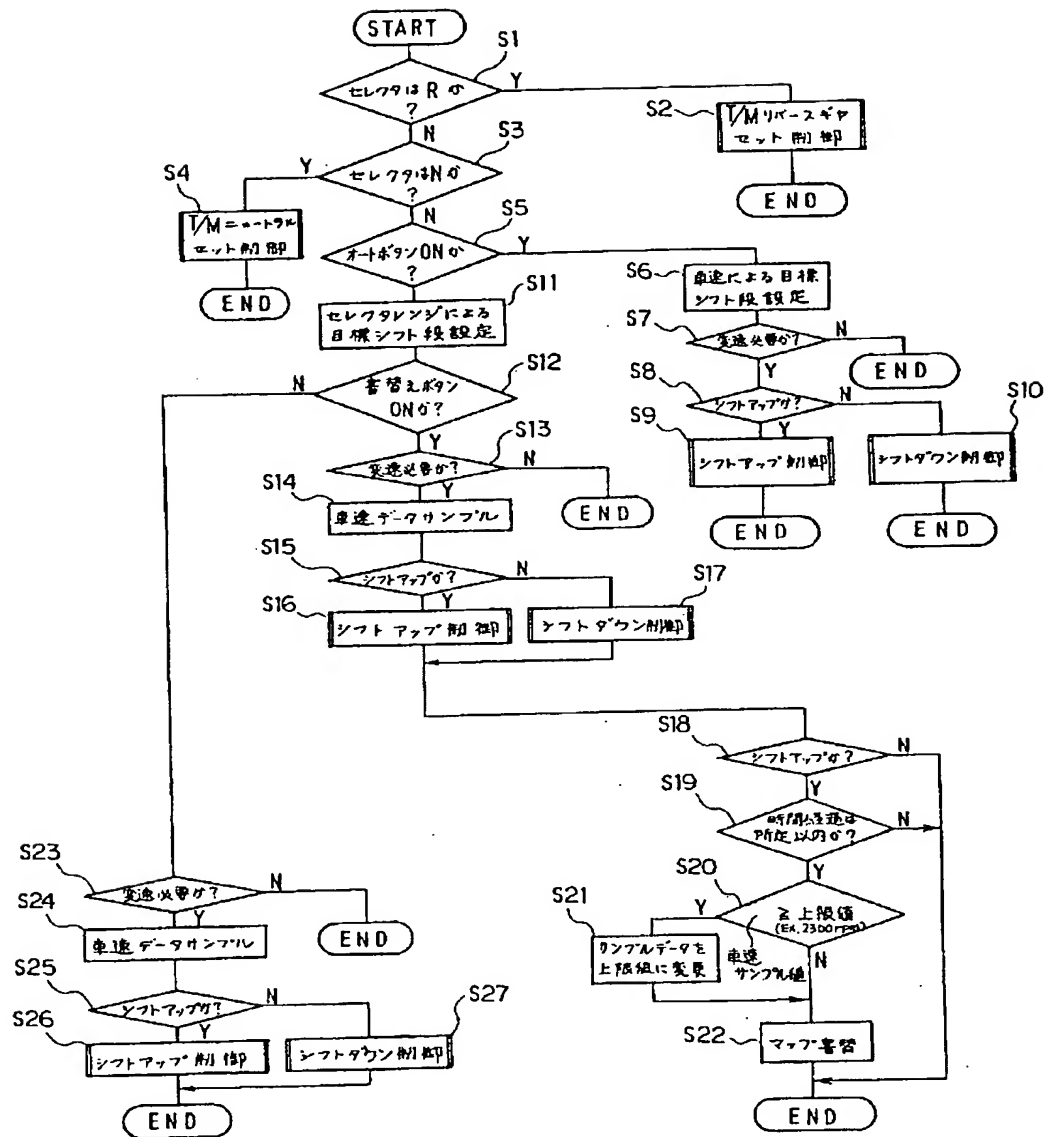 START
S1
セレクタは R か
?
Y
N
S2
T/M リバースギヤ
セット制御
END
S3
セレクタはNか
?
Y
N
S4
T/Mニュートラル
セット制御
END
S5
オートボタンONか
?
Y
S6
車速による目標
シフト段設定
S7
変速必要か?
N
END
Y
S8
シフトアップか?
N
Y
S9
シフトアップ制御
END
S10
シフトダウン制御
END
S11
セレクタレンジによる
目標シフト段設定
S12
書替えボタン
ONか?
N
Y
S13
変速必要か?
N
END
Y
S14
車速データサンプル
S15
シフトアップか?
N
Y
S16
シフトアップ制御
S17
シフトダウン制御
S18
シフトアップか?
N
Y
S19
時間経過は
所定以内か?
N
Y
S20
≧上限値
(Ex.2300rpm)
車速
サンプル値
Y
N
S21
サンプルデータを
上限値に変更
S22
マップ書替
END
S23
変速必要か?
N
END
Y
S24
車速データサンプル
S25
シフトアップか?
N
Y
S26
シフトアップ制御
S27
シフトダウン制御
END